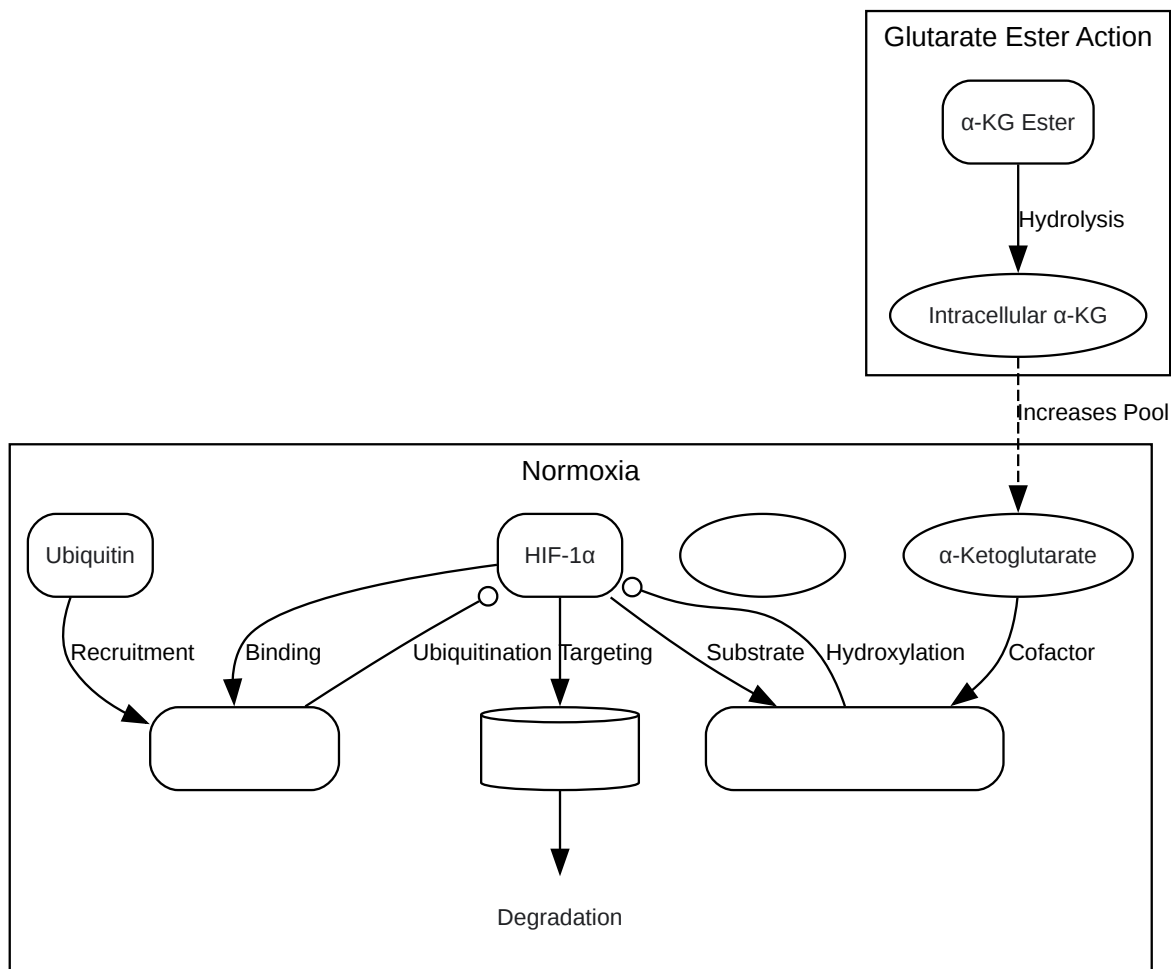 Glutarate Ester Action
α-KG Ester
Hydrolysis
Intracellular α-KG
Increases Pool
Normoxia
Ubiquitin
HIF-1α
α-Ketoglutarate
Recruitment
Binding
Ubiquitination
Targeting
Substrate
Hydroxylation
Cofactor
Degradation